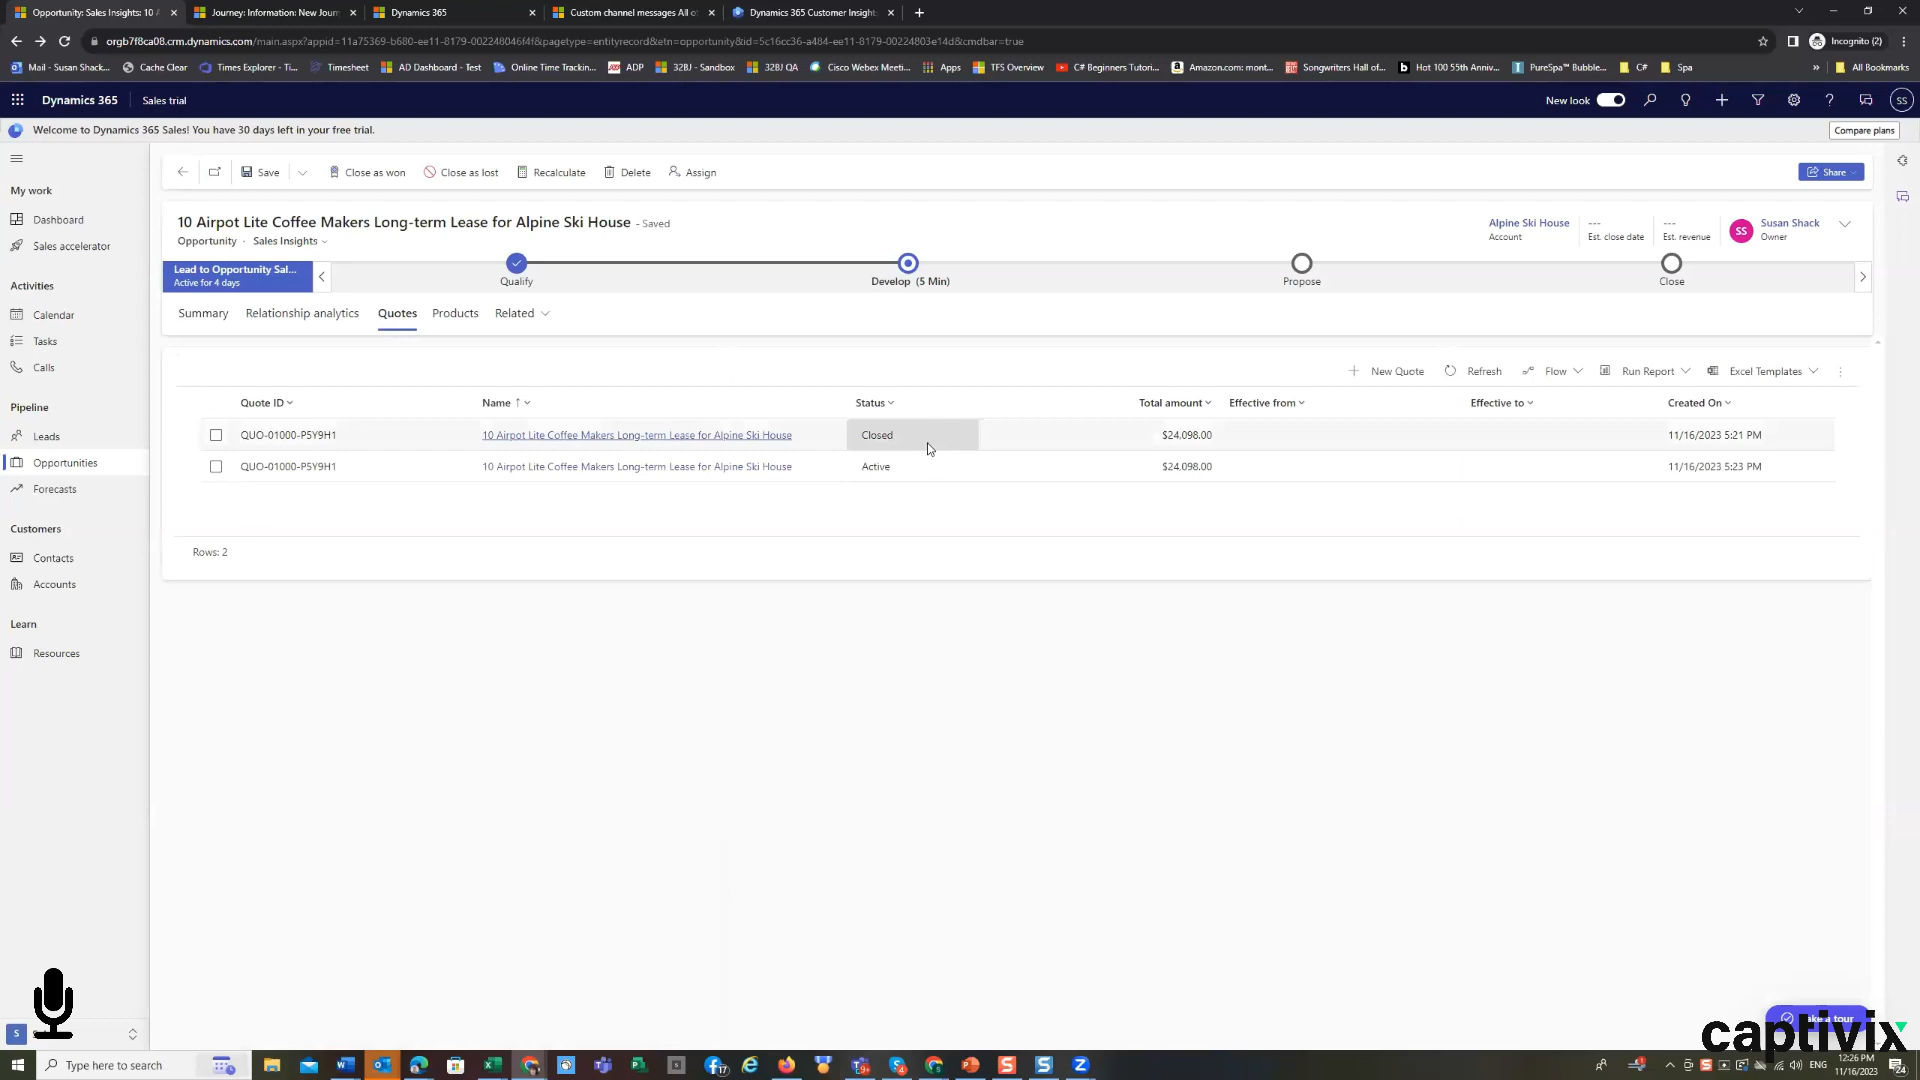 Opportunity: Sales Insights: 10 A
Journey: Information: New Journ
Dynamics 365
Custom channel messages All o
Dynamics 365 Customer Insight
orgb7f8ca08.crm.dynamics.com/main.aspx?appid=11a75369-b680-ee11-8179-002248046f4f&pagetype=entityrecord&etn=opportunity&id=5c16cc36-a484-ee11-8179-00224803e14d&cmdbar=true
Incognito (2)
Mail - Susan Shack...
Cache Clear
Times Explorer - Ti...
Timesheet
AD Dashboard - Test
Online Time Trackin...
ADP
32BJ - Sandbox
32BJ QA
Cisco Webex Meeti...
Apps
TFS Overview
C# Beginners Tutori...
Amazon.com: mont...
Songwriters Hall of...
Hot 100 55th Anniv...
PureSpa™ Bubble...
C#
Spa
All Bookmarks
Dynamics 365
Sales trial
New look
SS
Welcome to Dynamics 365 Sales! You have 30 days left in your free trial.
Compare plans
My work
Dashboard
Sales accelerator
Activities
Calendar
Tasks
Calls
Pipeline
Leads
Opportunities
Forecasts
Customers
Contacts
Accounts
Learn
Resources
Save
Close as won
Close as lost
Recalculate
Delete
Assign
Share
10 Airpot Lite Coffee Makers Long-term Lease for Alpine Ski House - Saved
Opportunity · Sales Insights
Alpine Ski House
Account
---
Est. close date
---
Est. revenue
SS
Susan Shack
Owner
Lead to Opportunity Sal...
Active for 4 days
Qualify
Develop (5 Min)
Propose
Close
Summary
Relationship analytics
Quotes
Products
Related
New Quote
Refresh
Flow
Run Report
Excel Templates
Quote ID
Name ↑
Status
Total amount
Effective from
Effective to
Created On
QUO-01000-P5Y9H1
10 Airpot Lite Coffee Makers Long-term Lease for Alpine Ski House
Closed
$24,098.00
11/16/2023 5:21 PM
QUO-01000-P5Y9H1
10 Airpot Lite Coffee Makers Long-term Lease for Alpine Ski House
Active
$24,098.00
11/16/2023 5:23 PM
Rows: 2
S
a tour
captivix
Type here to search
ENG
12:26 PM
11/16/2023
24